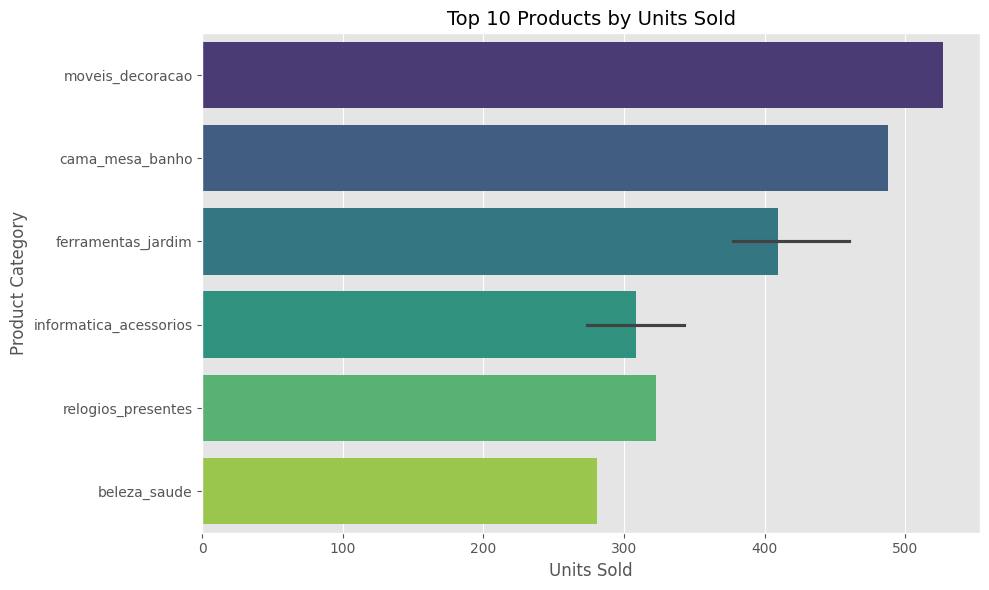 Top 10 Products by Units Sold
Product Category
moveis_decoracao
cama_mesa_banho
ferramentas_jardim
informatica_acessorios
relogios_presentes
beleza_saude
0 100 200 300 400 500
Units Sold